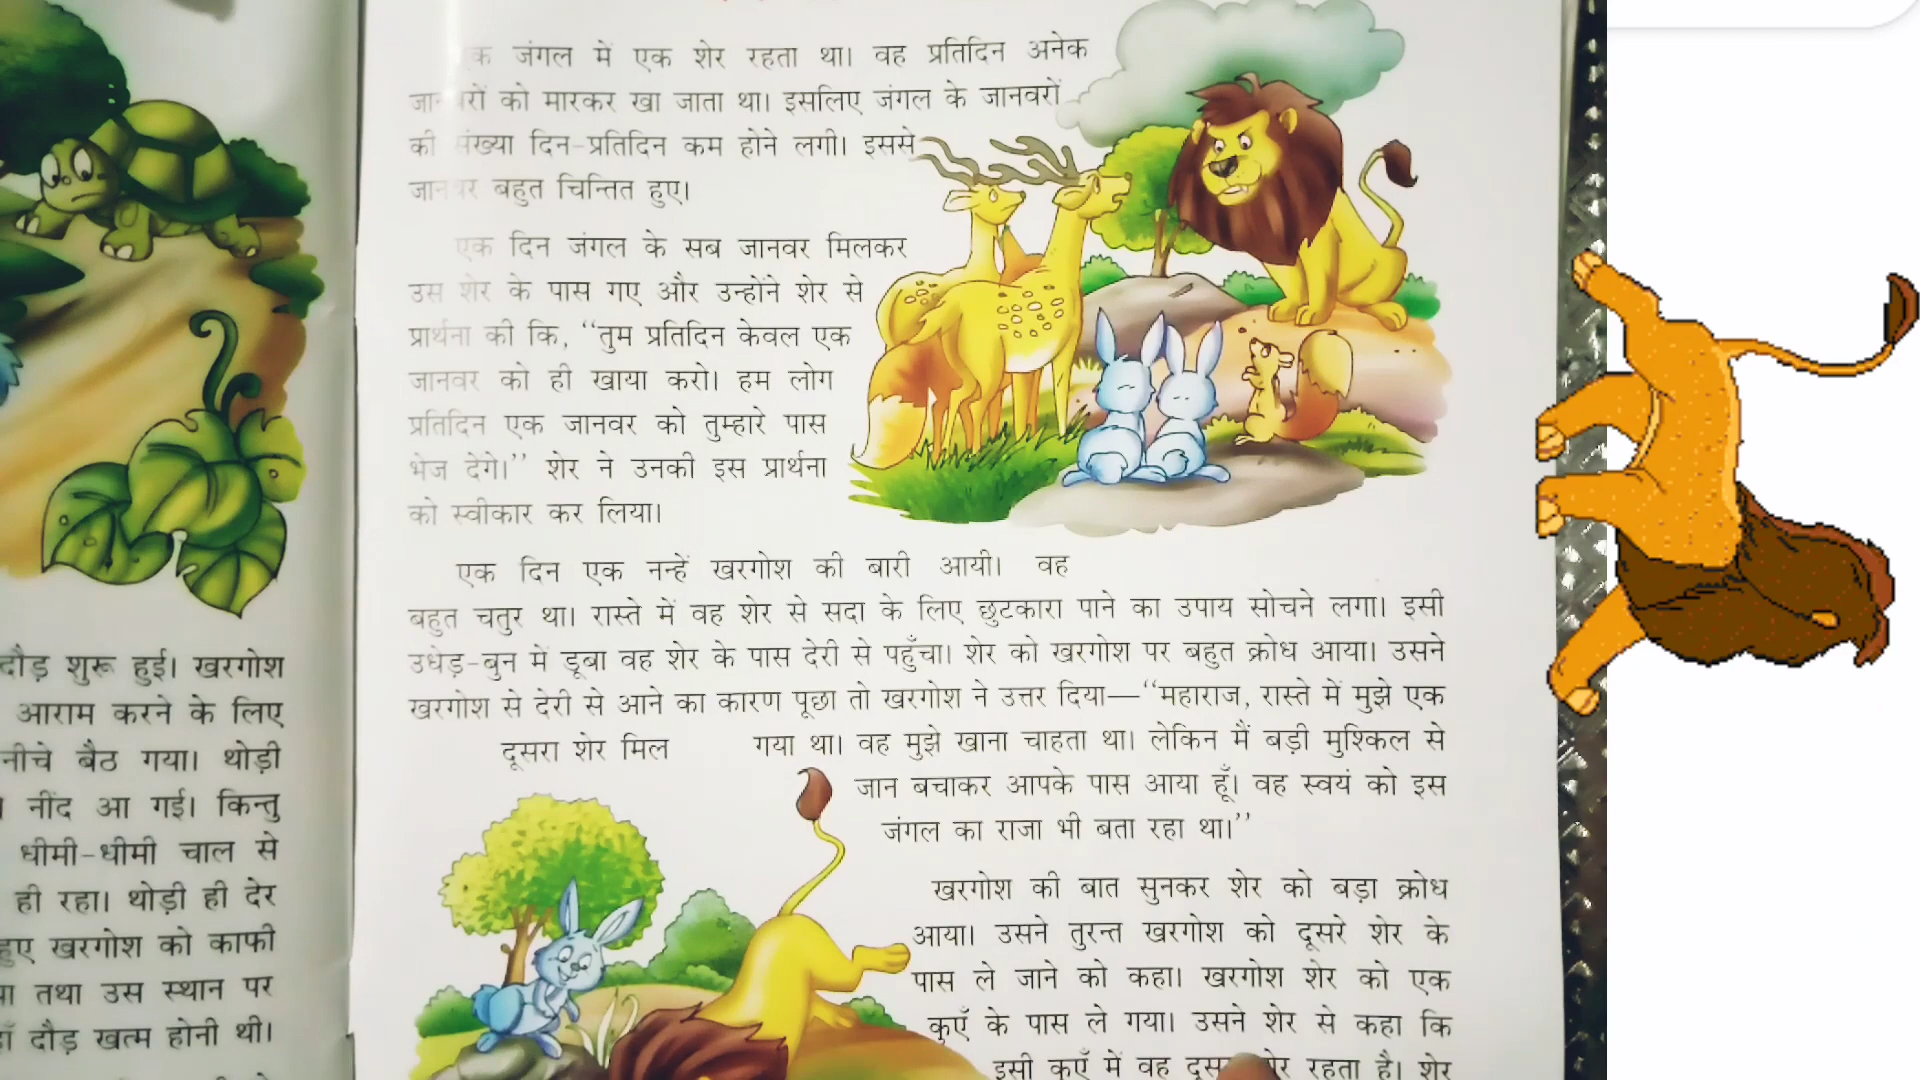 दौड़ शुरू हुई। खरगोश
आराम करने के लिए
नीचे बैठ गया। थोड़ी
नींद आ गई। किन्तु
धीमी-धीमी चाल से
ही रहा। थोड़ी ही देर
हुए खरगोश को काफी
तथा उस स्थान पर
दौड़ खत्म होनी थी।
जंगल में एक शेर रहता था। वह प्रतिदिन अनेक
जानवरों को मारकर खा जाता था। इसलिए जंगल के जानवरों
की संख्या दिन-प्रतिदिन कम होने लगी। इससे
जानवर बहुत चिन्तित हुए।
एक दिन जंगल के सब जानवर मिलकर
उस शेर के पास गए और उन्होंने शेर से
प्रार्थना की कि, “तुम प्रतिदिन केवल एक
जानवर को ही खाया करो। हम लोग
प्रतिदिन एक जानवर को तुम्हारे पास
भेज देगे।” शेर ने उनकी इस प्रार्थना
को स्वीकार कर लिया।
एक दिन एक नन्हें खरगोश की बारी आयी। वह
बहुत चतुर था। रास्ते में वह शेर से सदा के लिए छुटकारा पाने का उपाय सोचने लगा। इसी
उधेड़-बुन में डूबा वह शेर के पास देरी से पहुँचा। शेर को खरगोश पर बहुत क्रोध आया। उसने
खरगोश से देरी से आने का कारण पूछा तो खरगोश ने उत्तर दिया—“महाराज, रास्ते में मुझे एक
दूसरा शेर मिल गया था। वह मुझे खाना चाहता था। लेकिन मैं बड़ी मुश्किल से
जान बचाकर आपके पास आया हूँ। वह स्वयं को इस
जंगल का राजा भी बता रहा था।”
खरगोश की बात सुनकर शेर को बड़ा क्रोध
आया। उसने तुरन्त खरगोश को दूसरे शेर के
पास ले जाने को कहा। खरगोश शेर को एक
कुएँ के पास ले गया। उसने शेर से कहा कि
इसी कुएँ में वह रहता है। शेर